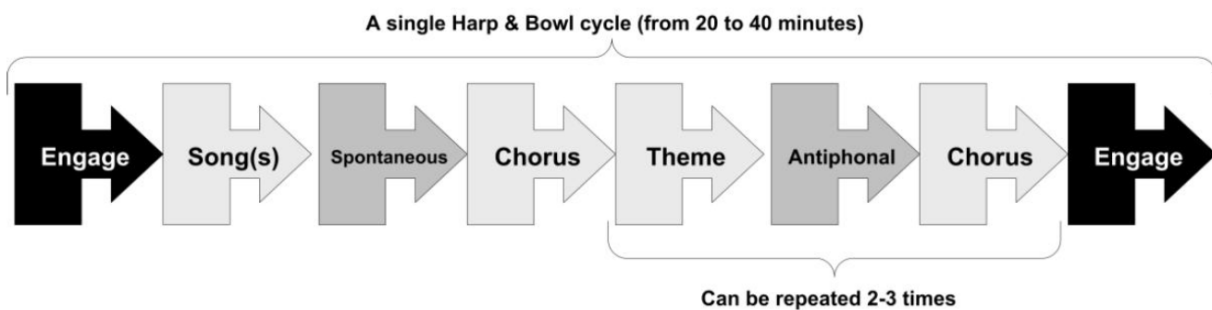 A single Harp & Bowl cycle (from 20 to 40 minutes)
Engage
Song(s)
Spontaneous
Chorus
Theme
Antiphonal
Chorus
Engage
Can be repeated 2-3 times